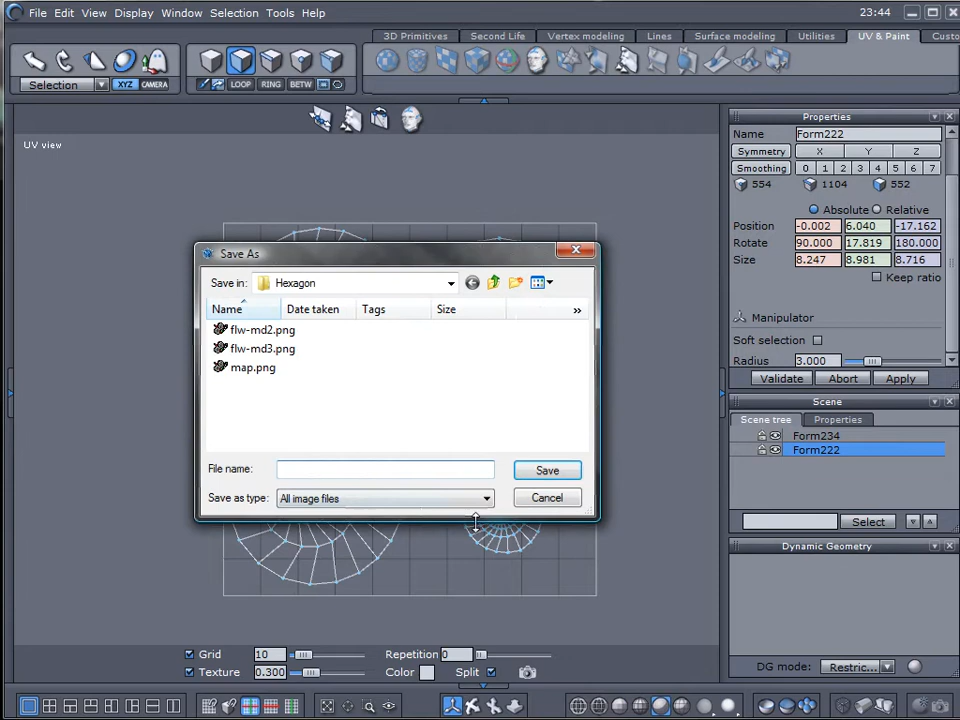 File Edit View Display Window Selection Tools Help 23:44
3D Primitives Second Life Vertex modeling Lines Surface modeling Utilities UV & Paint Custo
Selection XYZ CAMERA LOOP RING BETW
UV view
Properties
Name Form222
Symmetry X Y Z
Smoothing 0 1 2 3 4 5 6 7
554 1104 552
Absolute Relative
Position -0.002 6.040 -17.162
Rotate 90.000 17.819 180.000
Size 8.247 8.981 8.716
Keep ratio
Manipulator
Soft selection
Radius 3.000
Validate Abort Apply
Scene
Scene tree Properties
Form234
Form222
Select
Dynamic Geometry
DG mode: Restric...
Save As
Save in: Hexagon
Name Date taken Tags Size »
flw-md2.png
flw-md3.png
map.png
File name: Save
Save as type: All image files Cancel
Grid 10 Repetition 0
Texture 0.300 Color Split